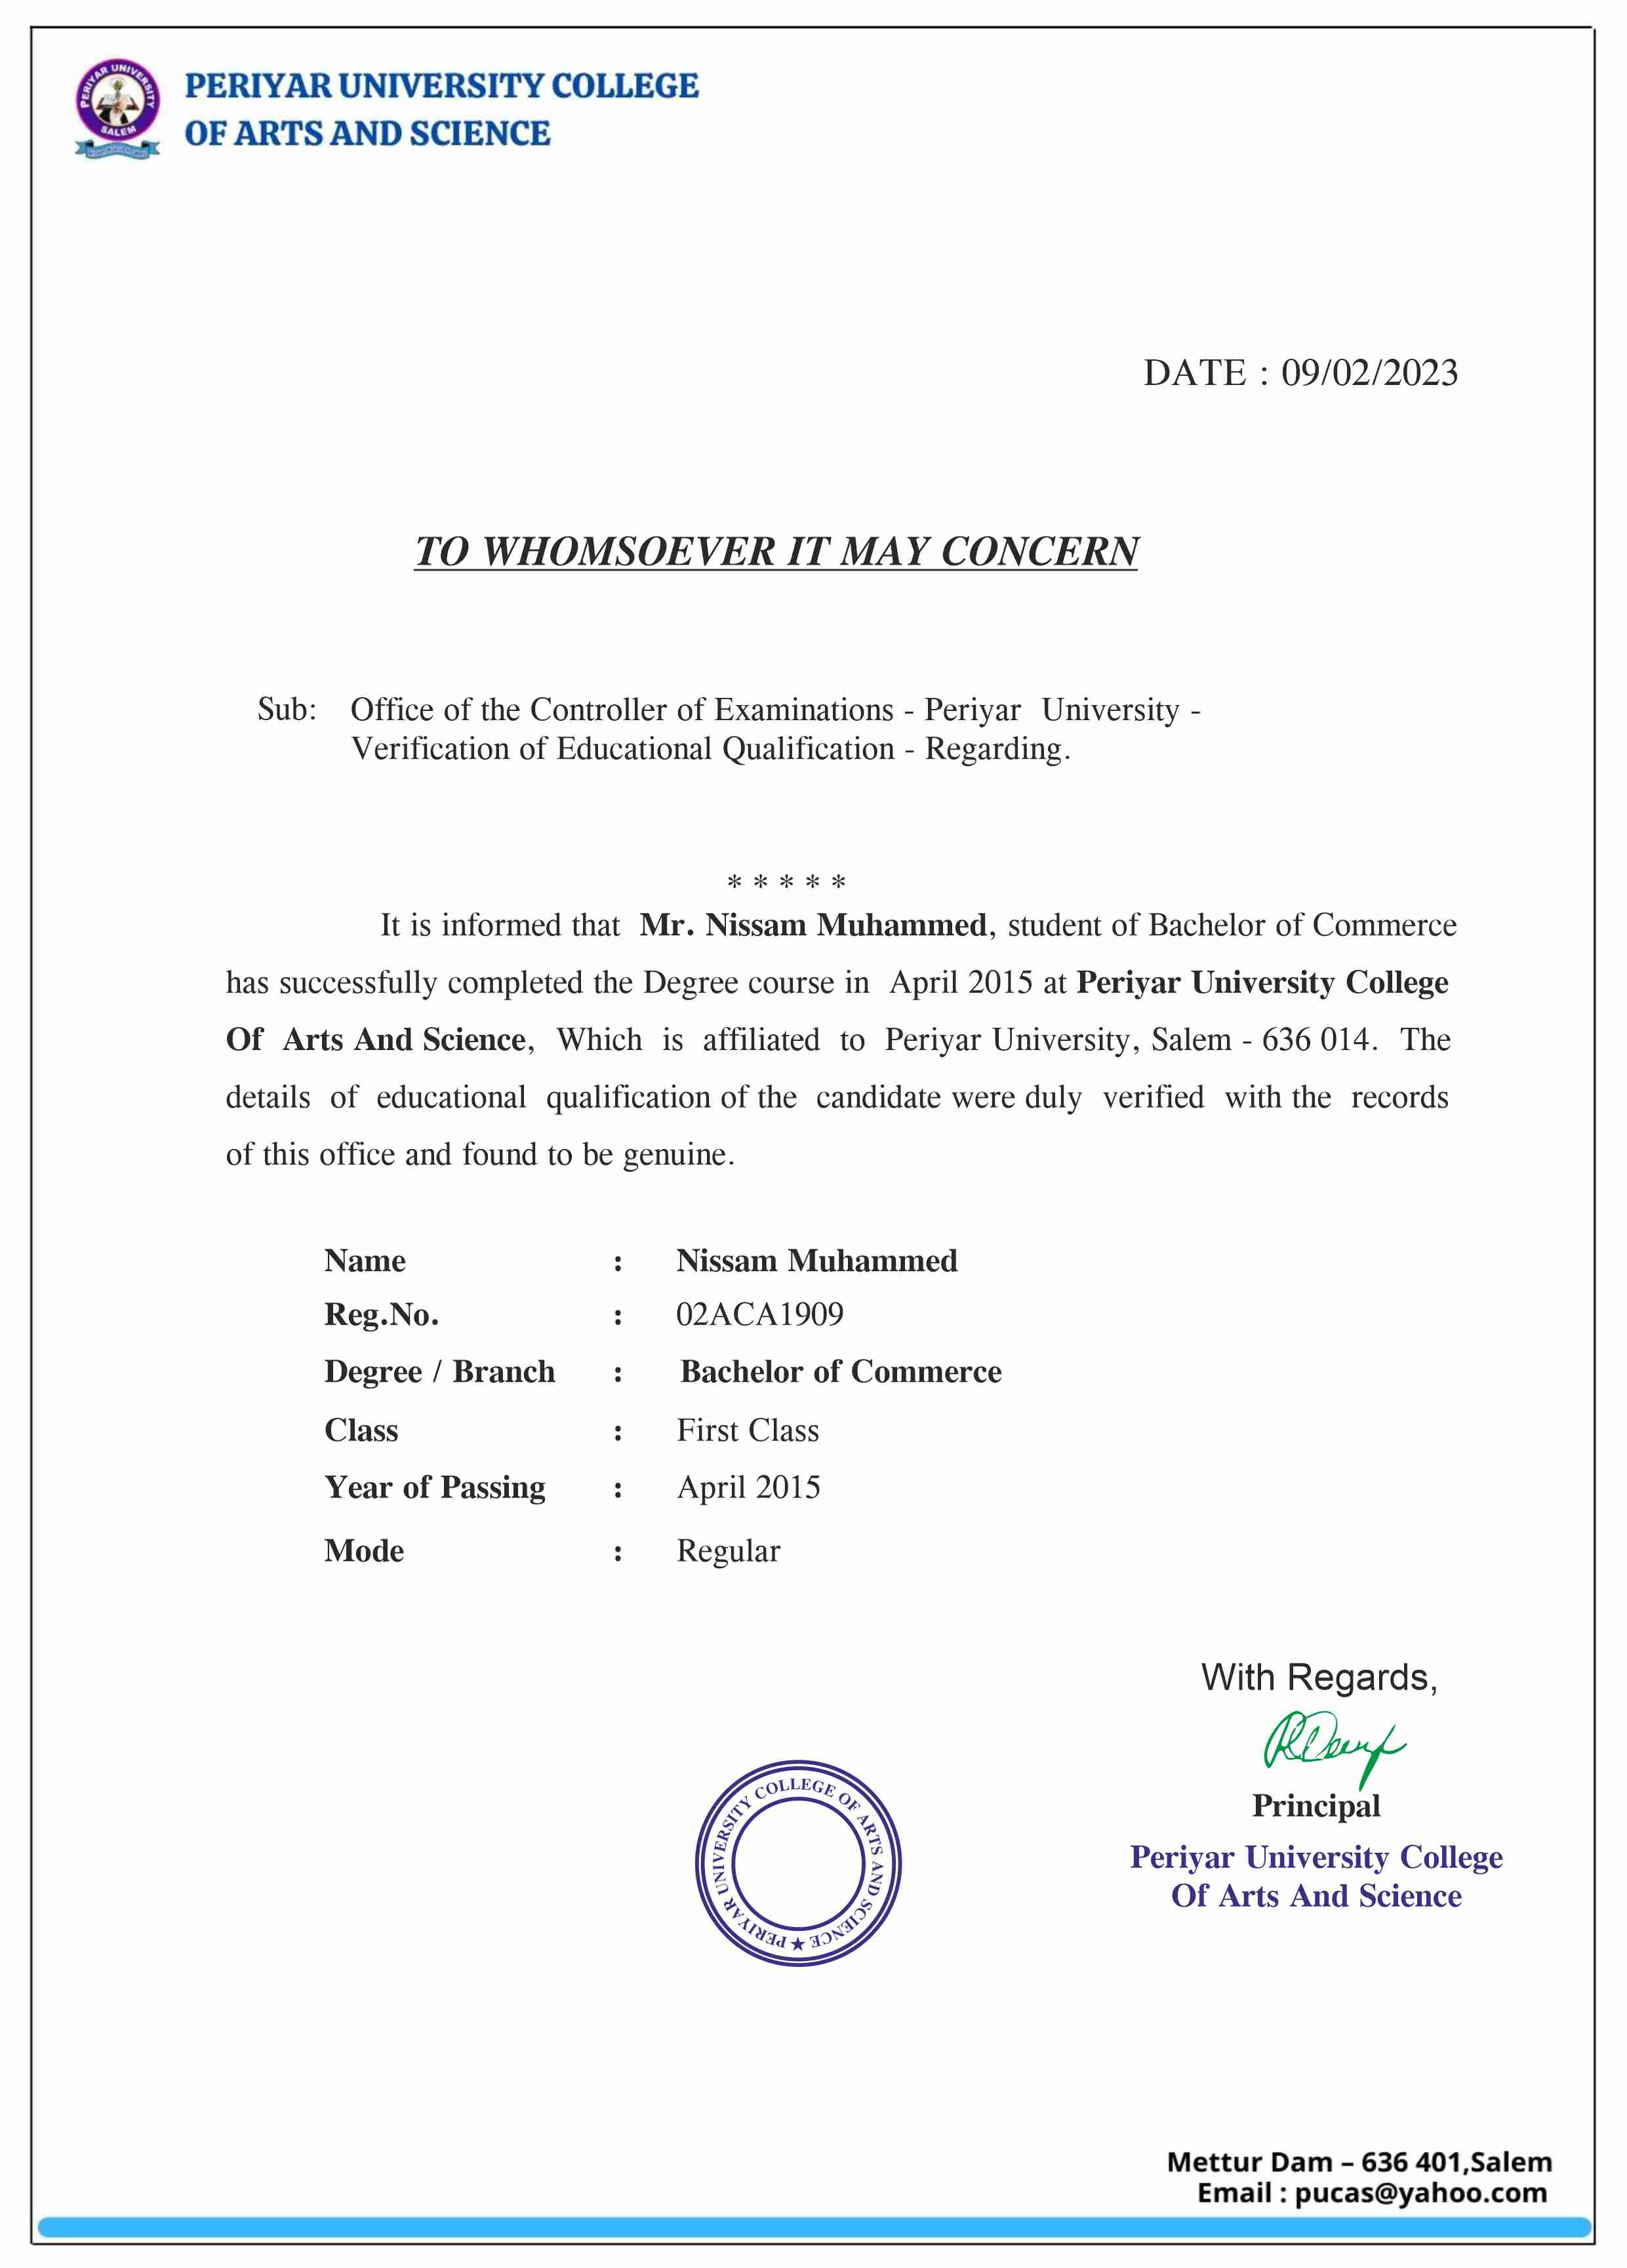 PERIYAR UNIVERSITY
SALEM
PERIYAR UNIVERSITY COLLEGE
OF ARTS AND SCIENCE
DATE : 09/02/2023
TO WHOMSOEVER IT MAY CONCERN
Sub: Office of the Controller of Examinations - Periyar University -
Verification of Educational Qualification - Regarding.
* * * * *
It is informed that Mr. Nissam Muhammed, student of Bachelor of Commerce
has successfully completed the Degree course in April 2015 at Periyar University College
Of Arts And Science, Which is affiliated to Periyar University, Salem - 636 014. The
details of educational qualification of the candidate were duly verified with the records
of this office and found to be genuine.
Name : Nissam Muhammed
Reg.No. : 02ACA1909
Degree / Branch : Bachelor of Commerce
Class : First Class
Year of Passing : April 2015
Mode : Regular
With Regards,
Principal
Periyar University College
Of Arts And Science
PERIYAR UNIVERSITY COLLEGE OF ARTS AND SCIENCE ★
Mettur Dam – 636 401,Salem
Email : pucas@yahoo.com